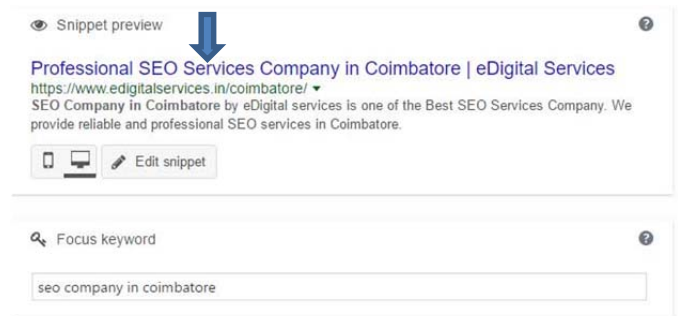 Snippet preview
Professional SEO Services Company in Coimbatore | eDigital Services
https://www.edigitalservices.in/coimbatore/
SEO Company in Coimbatore by eDigital services is one of the Best SEO Services Company. We
provide reliable and professional SEO services in Coimbatore.
Edit snippet
Focus keyword
seo company in coimbatore